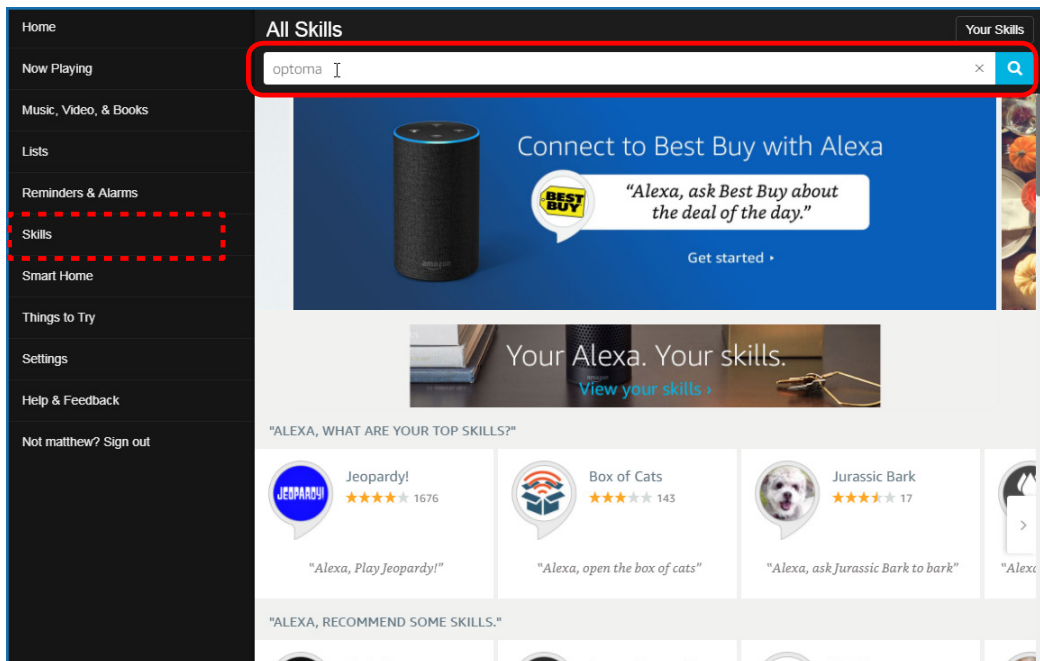 Home
Now Playing
Music, Video, & Books
Lists
Reminders & Alarms
Skills
Smart Home
Things to Try
Settings
Help & Feedback
Not matthew? Sign out
All Skills
Your Skills
optoma
Connect to Best Buy with Alexa
BEST
BUY
"Alexa, ask Best Buy about
the deal of the day."
Get started
amazon
Your Alexa. Your skills.
View your skills ›
"ALEXA, WHAT ARE YOUR TOP SKILLS?"
JEOPARDY!
Jeopardy!
1676
"Alexa, Play Jeopardy!"
Box of Cats
143
"Alexa, open the box of cats"
Jurassic Bark
17
"Alexa, ask Jurassic Bark to bark"
"ALEXA, RECOMMEND SOME SKILLS."